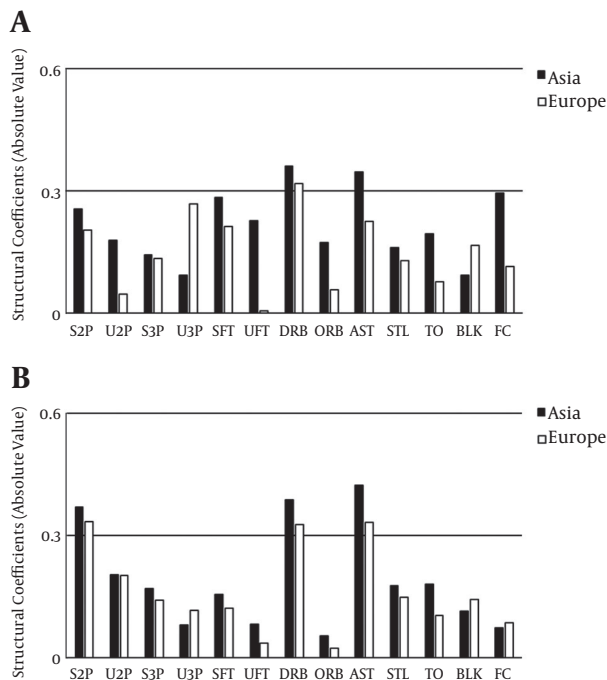 A
Structural Coefficients (Absolute Value)
0.6
0.3
0
S2P U2P S3P U3P SFT UFT DRB ORB AST STL TO BLK FC
Asia
Europe
B
Structural Coefficients (Absolute Value)
0.6
0.3
0
S2P U2P S3P U3P SFT UFT DRB ORB AST STL TO BLK FC
Asia
Europe